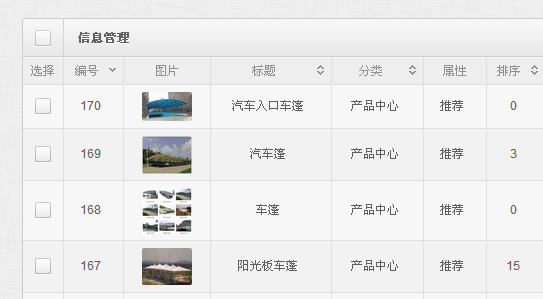 信息管理
选择 编号 图片 标题 分类 属性 排序
170 汽车入口车篷 产品中心 推荐 0
169 汽车篷 产品中心 推荐 3
168 车篷 产品中心 推荐 0
167 阳光板车篷 产品中心 推荐 15